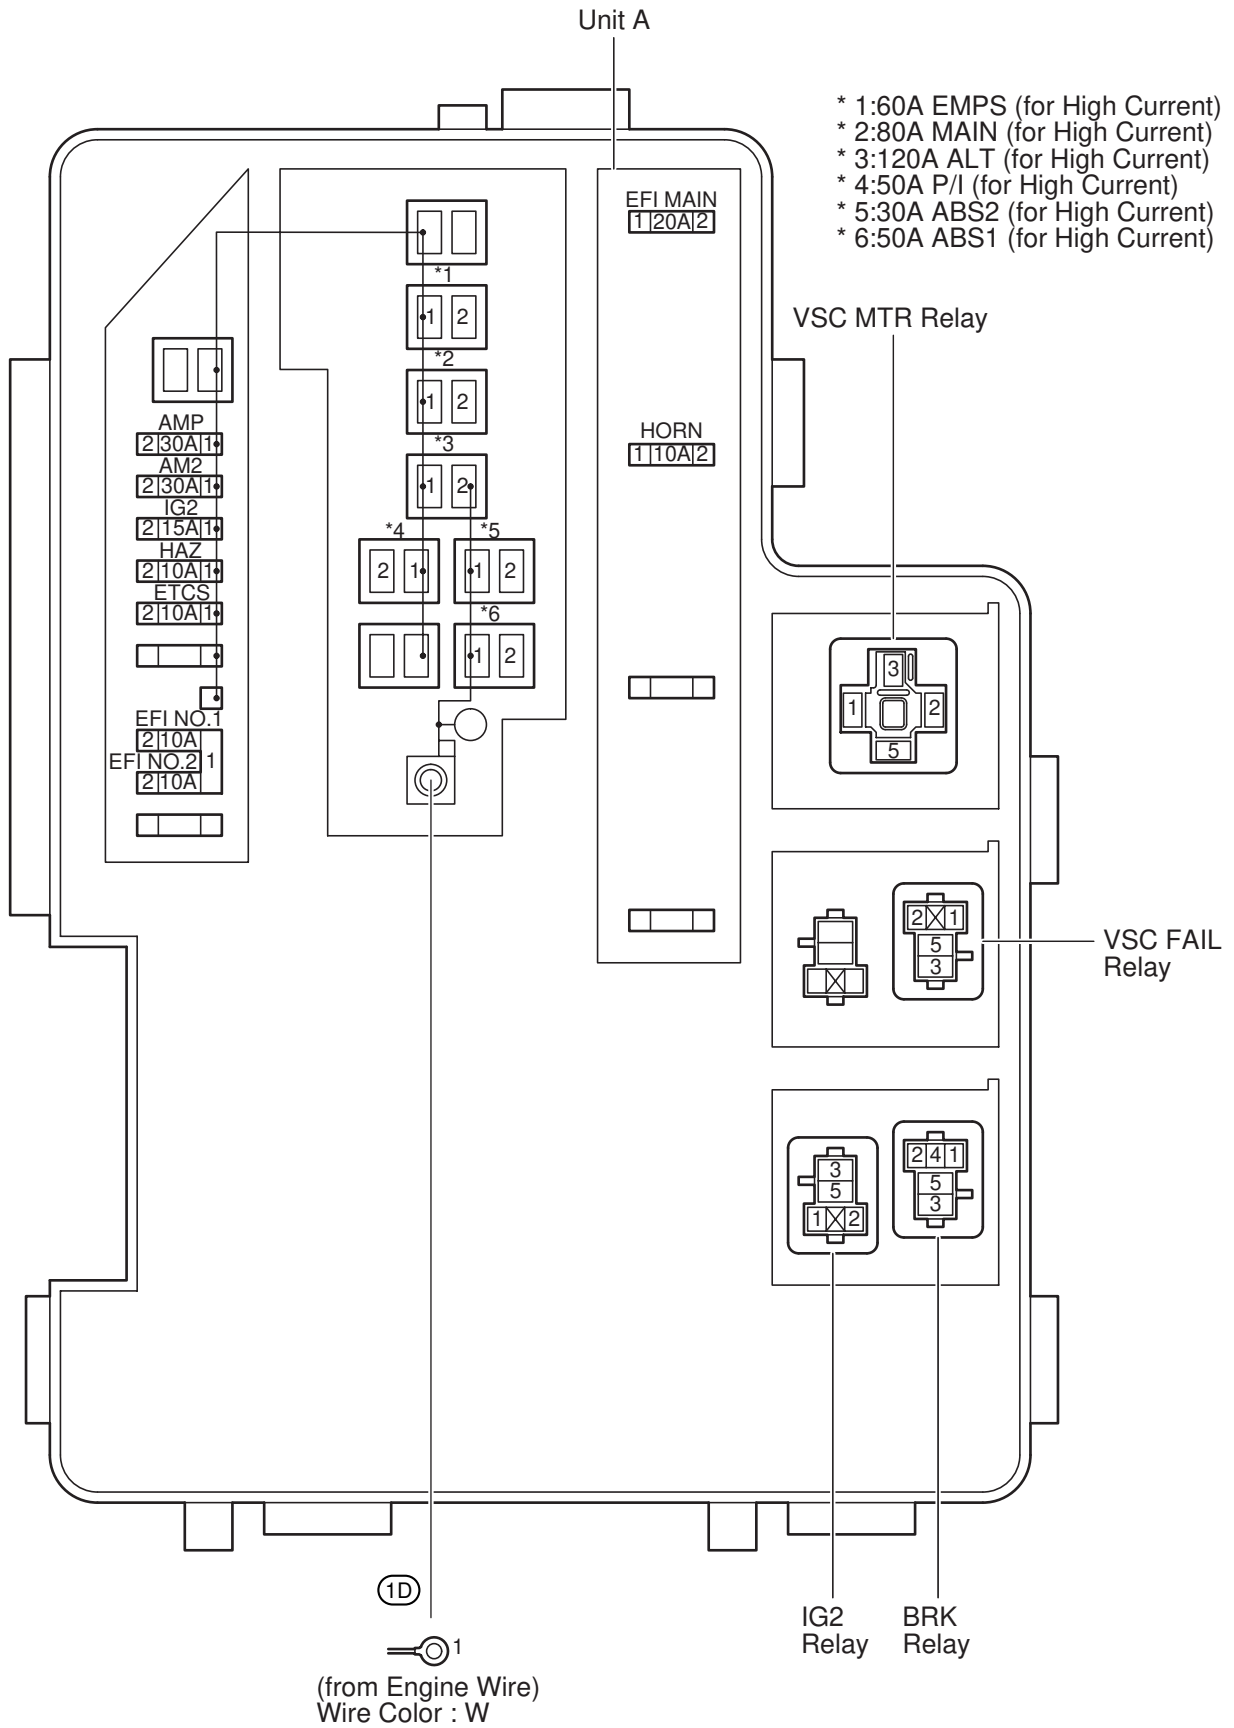 Unit A
* 1:60A EMPS (for High Current)
* 2:80A MAIN (for High Current)
* 3:120A ALT (for High Current)
* 4:50A P/I (for High Current)
* 5:30A ABS2 (for High Current)
* 6:50A ABS1 (for High Current)
EFI MAIN
1 20A 2
*1
1 2
*2
1 2
*3
1 2
*4
2 1
*5
1 2
*6
1 2
AMP
2 30A 1
AM2
2 30A 1
IG2
2 15A 1
HAZ
2 10A 1
ETCS
2 10A 1
EFI NO.1
2 10A
EFI NO.2 1
2 10A
HORN
1 10A 2
VSC MTR Relay
3
1 2
5
2 1
5
3
VSC FAIL
Relay
3
5
1 2
2 4 1
5
3
IG2
Relay
BRK
Relay
1D
1
(from Engine Wire)
Wire Color : W